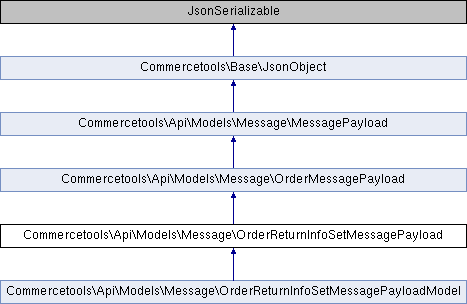 JsonSerializable
Commercetools\Base\JsonObject
Commercetools\Api\Models\Message\MessagePayload
Commercetools\Api\Models\Message\OrderMessagePayload
Commercetools\Api\Models\Message\OrderReturnInfoSetMessagePayload
Commercetools\Api\Models\Message\OrderReturnInfoSetMessagePayloadModel